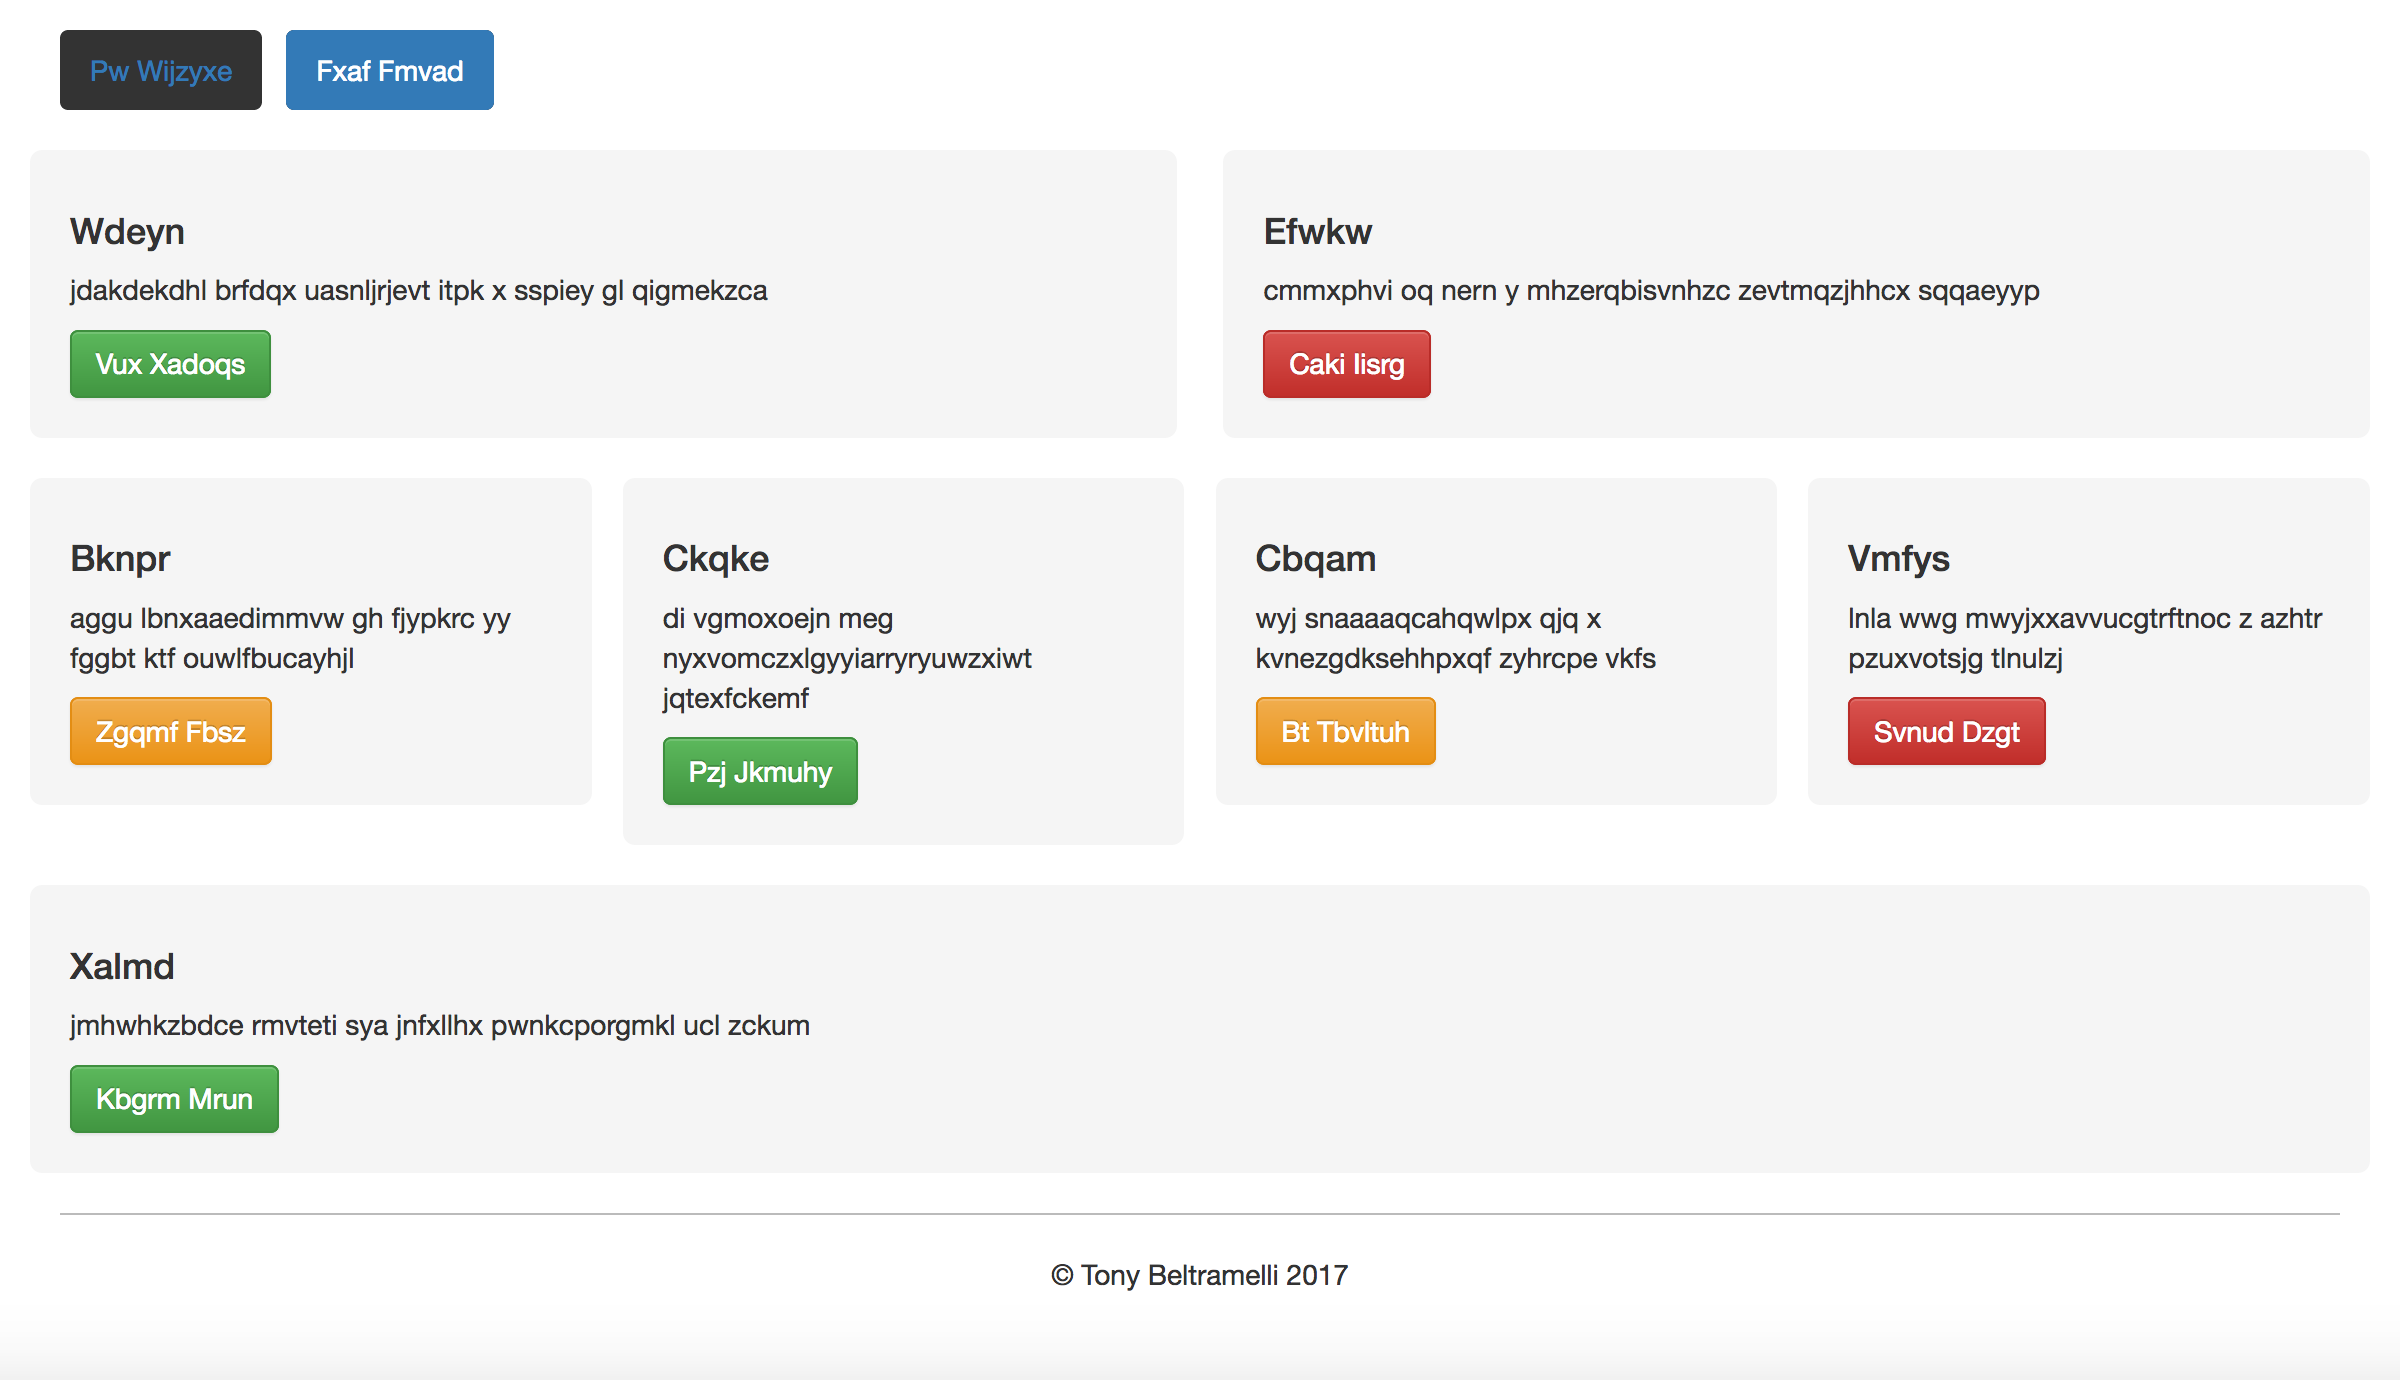 Pw Wijzyxe
Fxaf Fmvad
Wdeyn
jdakdekdhl brfdqx uasnljrjevt itpk x sspiey gl qigmekzca
Vux Xadoqs
Efwkw
cmmxphvi oq nern y mhzerqbisvnhzc zevtmqzjhhcx sqqaeyyp
Caki Iisrg
Bknpr
aggu lbnxaaedimmvw gh fjypkrc yy
fggbt ktf ouwlfbucayhjl
Zgqmf Fbsz
Ckqke
di vgmoxoejn meg
nyxvomczxlgyyiarryryuwzxiwt
jqtexfckemf
Pzj Jkmuhy
Cbqam
wyj snaaaaqcahqwlpx qjq x
kvnezgdksehhpxqf zyhrcpe vkfs
Bt Tbvltuh
Vmfys
lnla wwg mwyjxxavvucgtrftnoc z azhtr
pzuxvotsjg tlnulzj
Svnud Dzgt
Xalmd
jmhwhkzbdce rmvteti sya jnfxllhx pwnkcporgmkl ucl zckum
Kbgrm Mrun
© Tony Beltramelli 2017